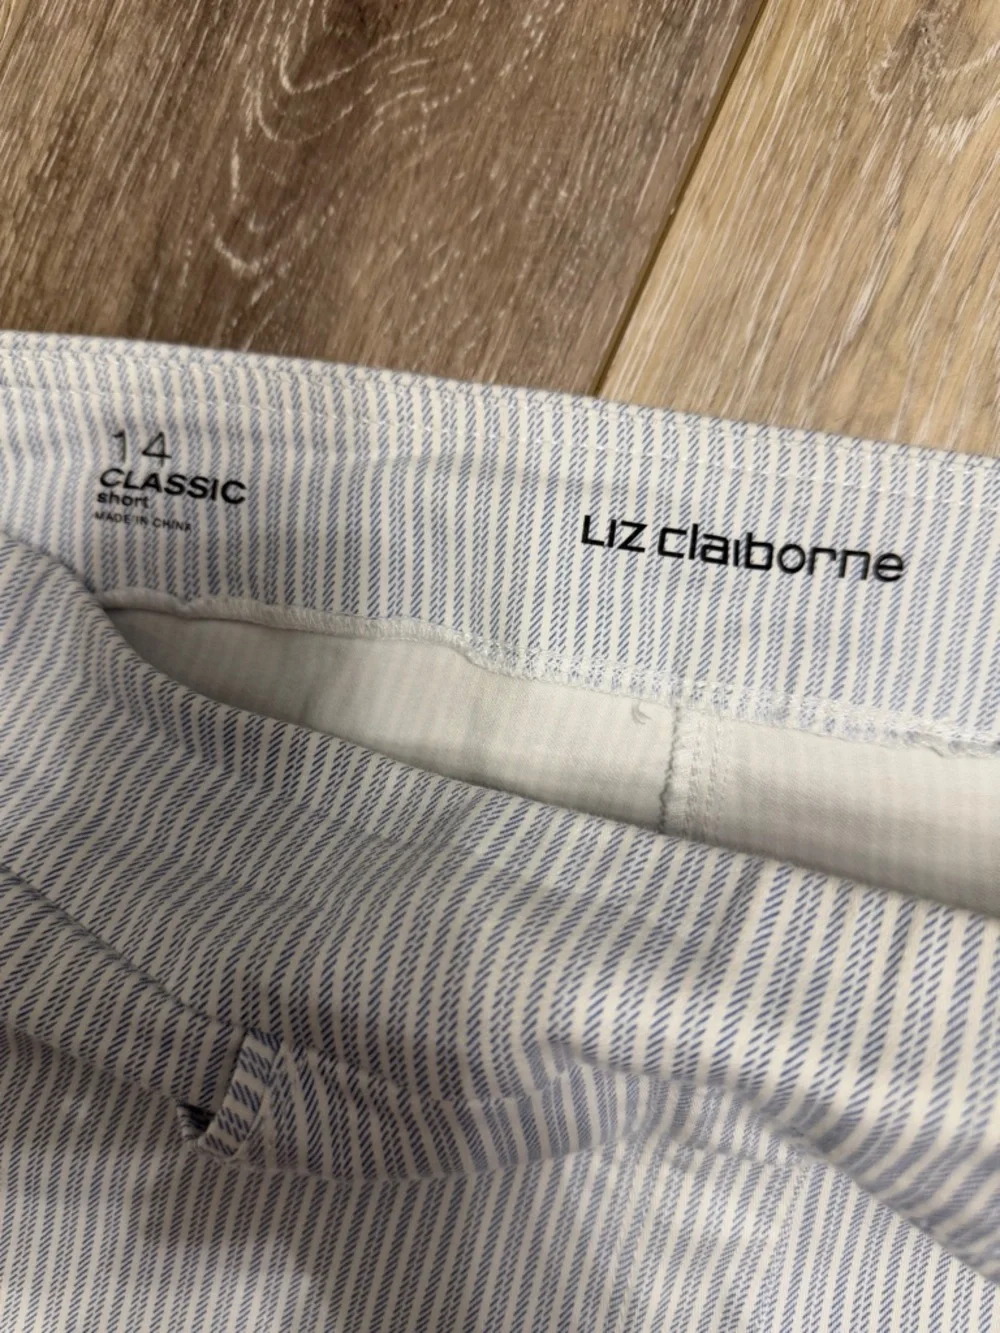 14
CLASSIC
short
MADE IN CHINA
LIZ claiborne